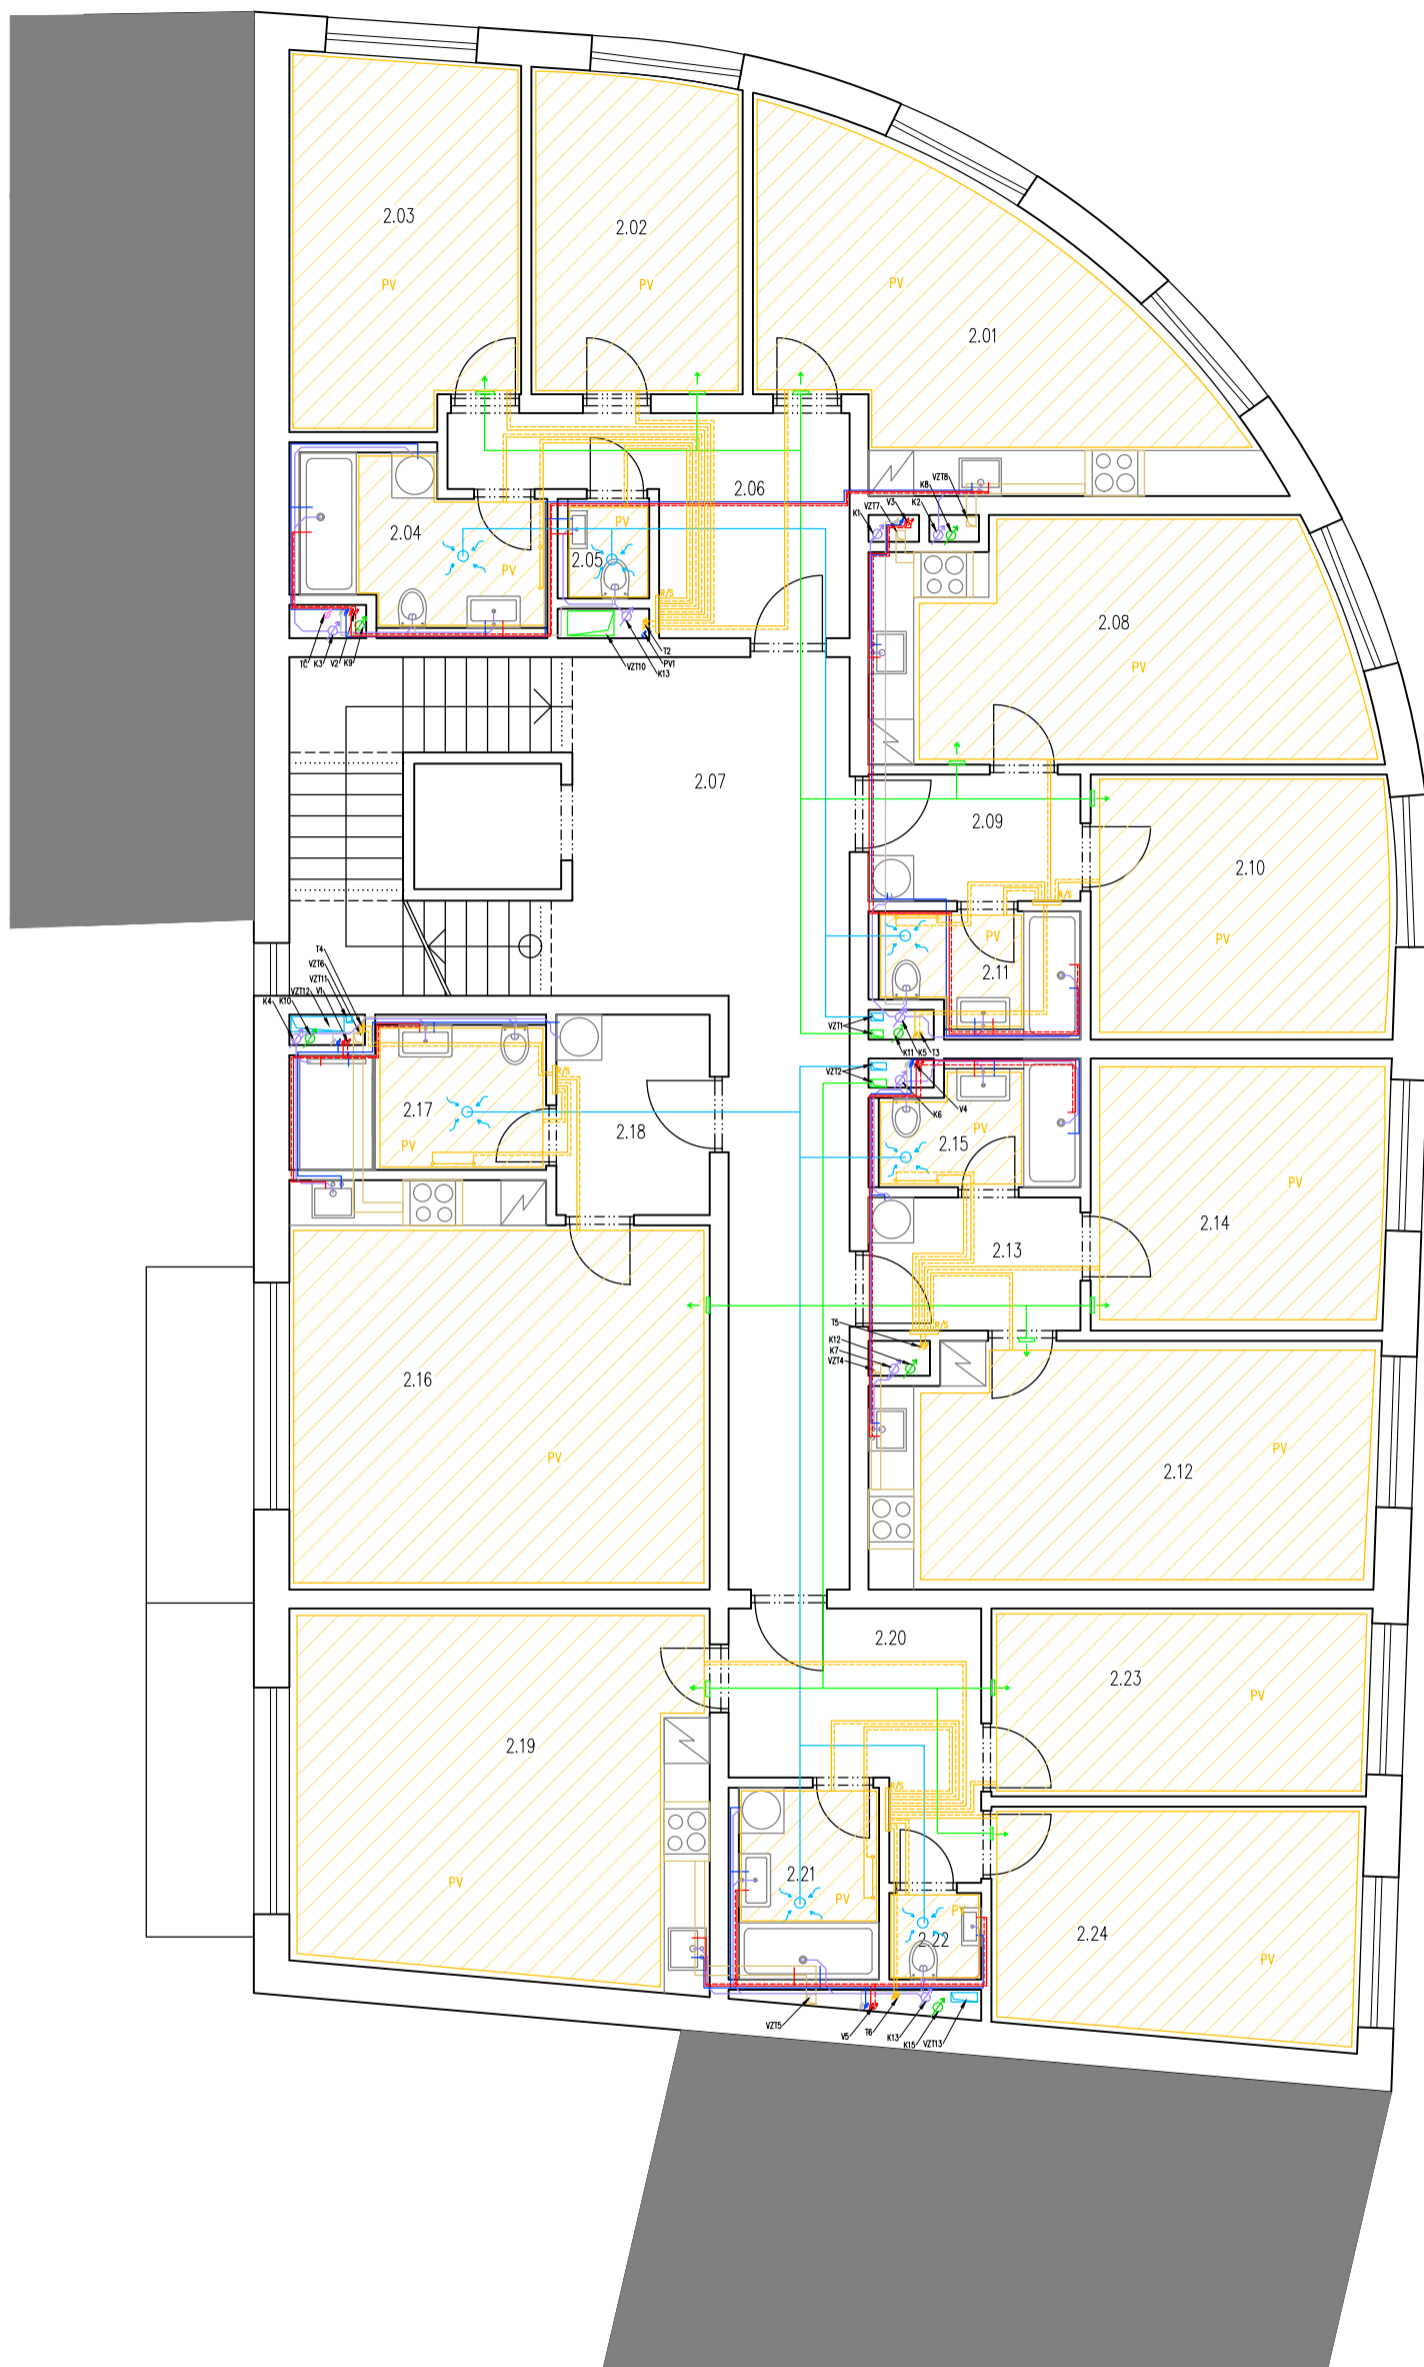 2.03
2.02
PV
PV
PV
2.01
2.06
VZT8
K8
K2
V3
VZT7
K1
2.04
PV
2.05
PV
R/S
TČ
K3
V2
K9
VZT10
K13
PV1
T2
2.08
PV
2.07
2.09
2.10
PV
R/S
PV
2.11
T4
VZT6
VZT11
V1
VZT12
K10
K4
VZT1
K11
K5
T3
VZT2
K6
V4
R/S
2.17
PV
2.18
PV
2.15
PV
2.14
2.13
T5
K12
K7
VZT4
R/S
2.16
PV
PV
2.12
2.20
2.23
PV
2.19
PV
R/S
2.21
PV
PV
2.22
2.24
PV
VZT5
V5
T6
K13
K15
VZT13